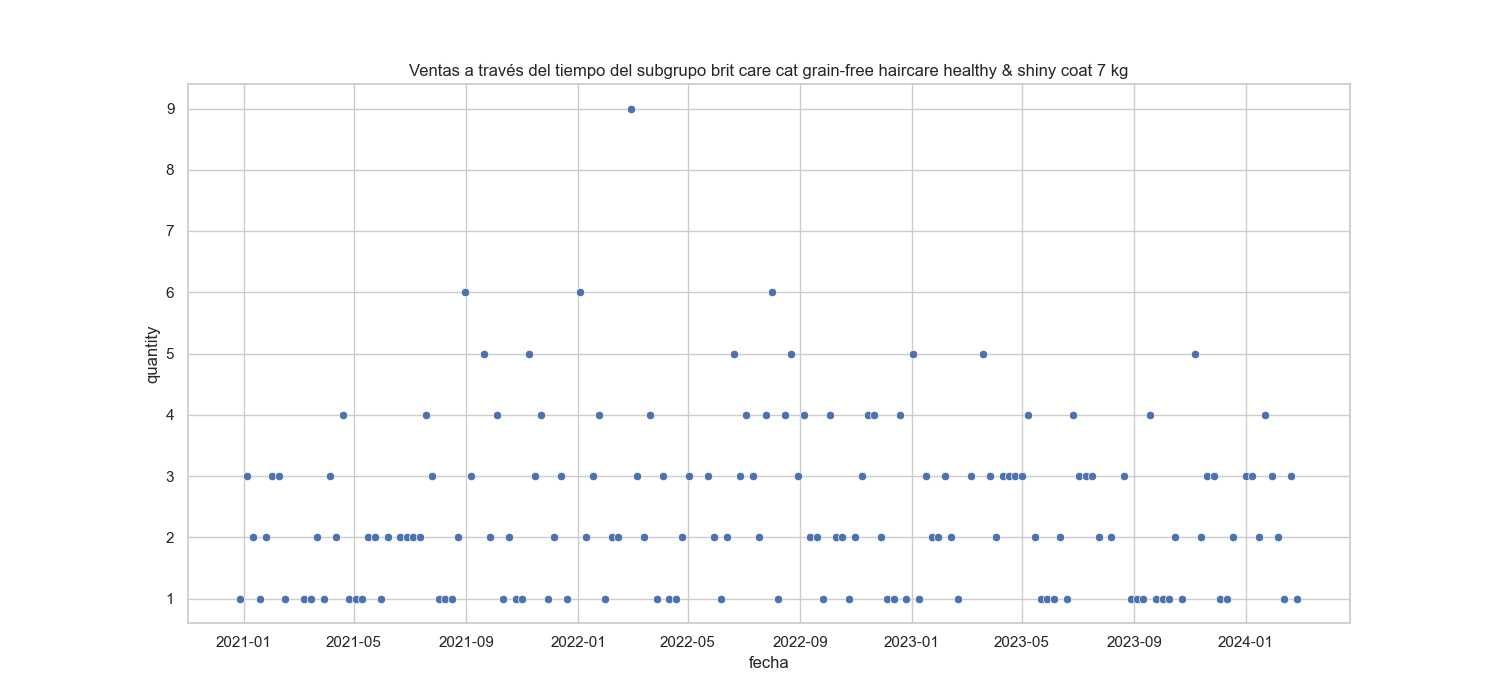 Ventas a través del tiempo del subgrupo brit care cat grain-free haircare healthy & shiny coat 7 kg
9
8
7
6
5
4
3
2
1
quantity
2021-01 2021-05 2021-09 2022-01 2022-05 2022-09 2023-01 2023-05 2023-09 2024-01
fecha